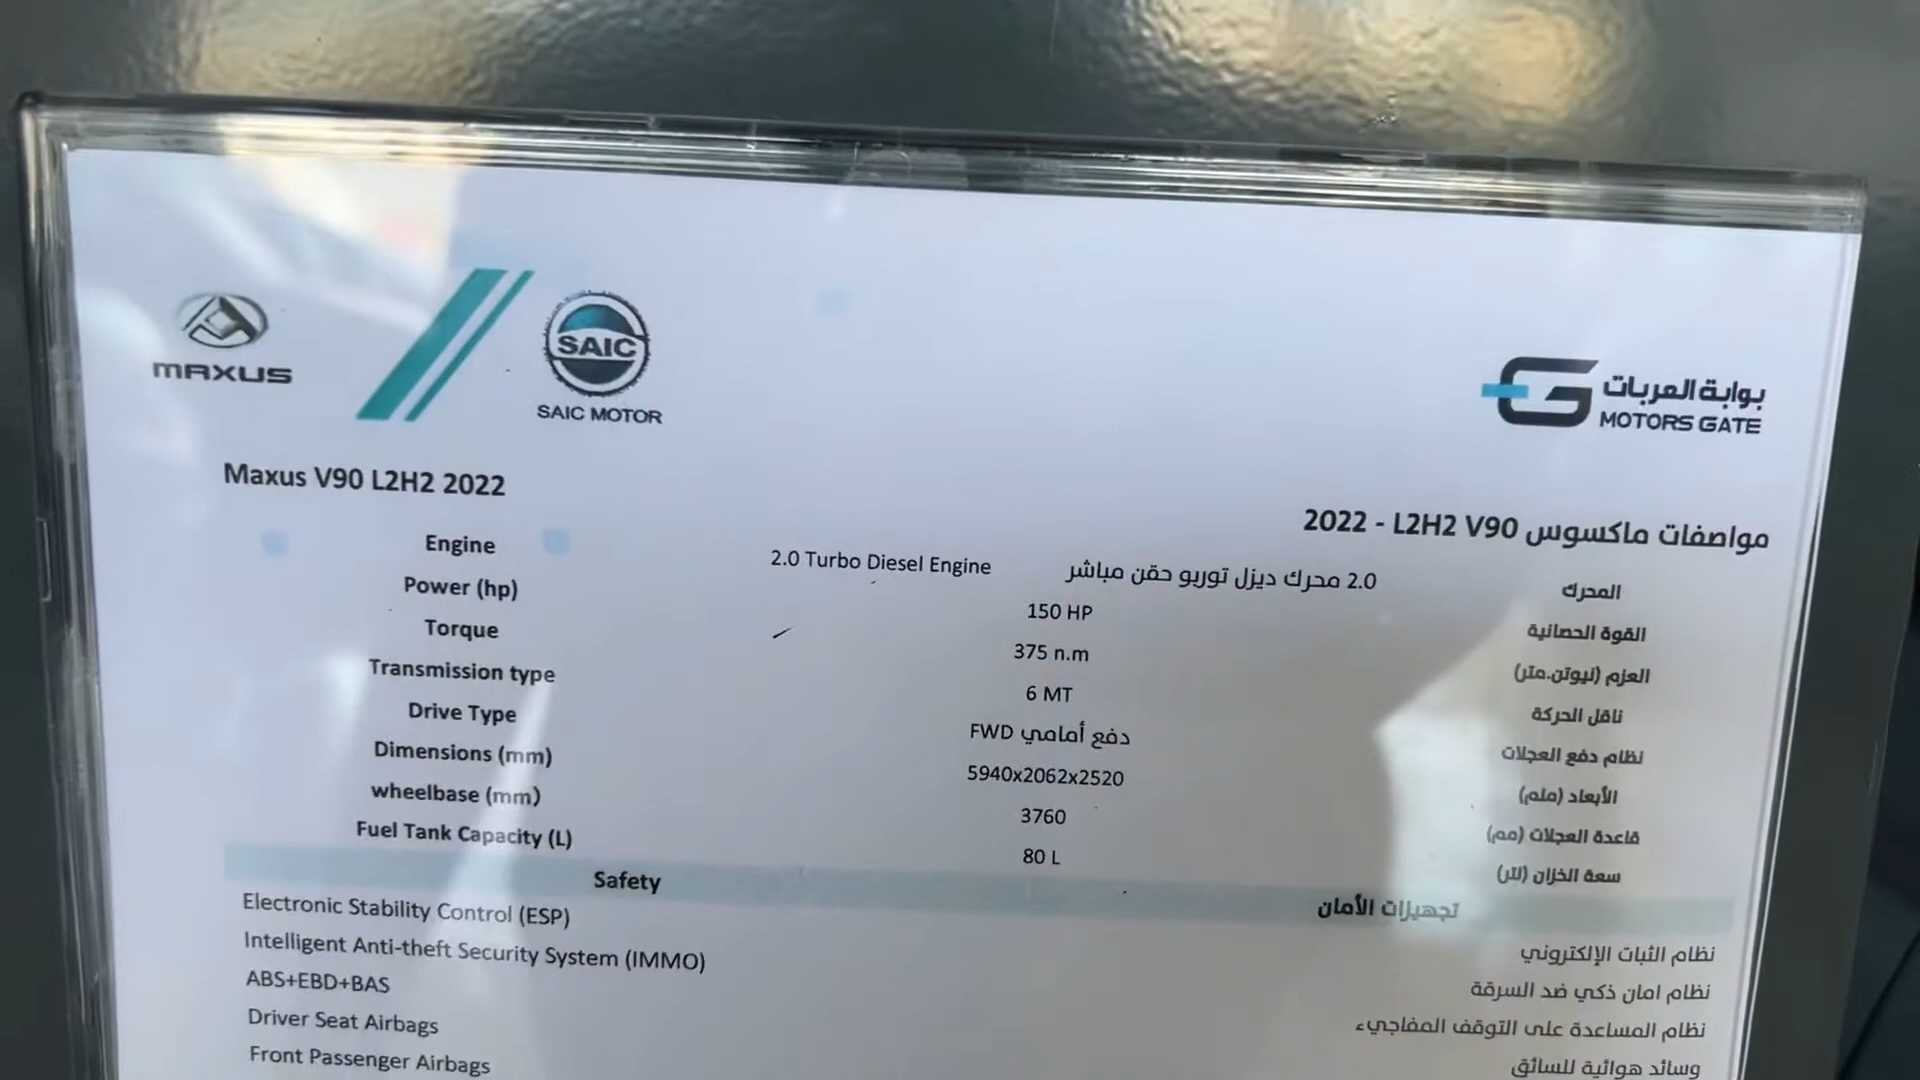 MAXUS
SAIC
SAIC MOTOR
بوابة العربات
MOTORS GATE
Maxus V90 L2H2 2022
مواصفات ماكسوس L2H2 V90 - 2022
Engine 2.0 Turbo Diesel Engine 2.0 محرك ديزل توربو حقن مباشر المحرك
Power (hp) 150 HP القوة الحصانية
Torque 375 n.m العزم (نيوتن.متر)
Transmission type 6 MT ناقل الحركة
Drive Type FWD دفع أمامي نظام دفع العجلات
Dimensions (mm) 5940x2062x2520 الأبعاد (ملم)
wheelbase (mm) 3760 قاعدة العجلات (مم)
Fuel Tank Capacity (L) 80 L سعة الخزان (لتر)
Safety تجهيزات الأمان
Electronic Stability Control (ESP) نظام الثبات الإلكتروني
Intelligent Anti-theft Security System (IMMO) نظام امان ذكي ضد السرقة
ABS+EBD+BAS نظام المساعدة على التوقف المفاجيء
Driver Seat Airbags وسائد هوائية للسائق
Front Passenger Airbags